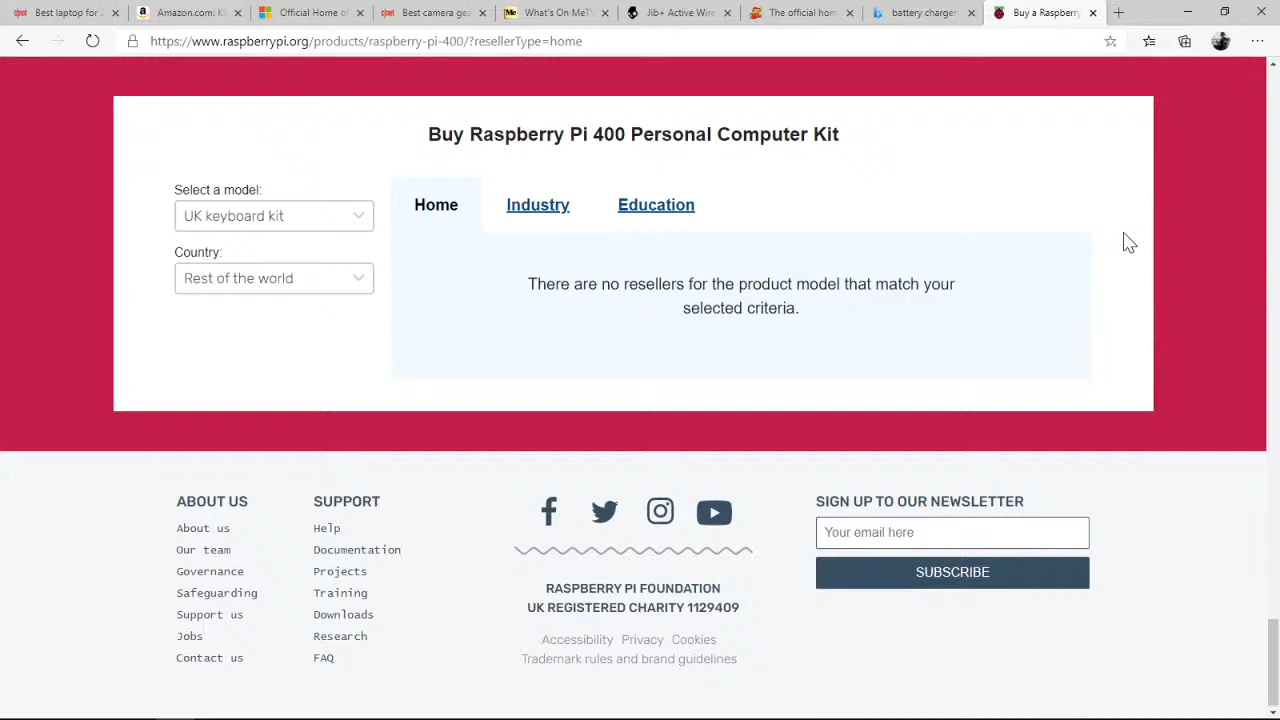 Best laptop for
Amazon.com: Ki
Official Home of
Best camera gea
What's On MeTV
Jib+ Active Wire
The official hom
battery charger
Buy a Raspberry
https://www.raspberrypi.org/products/raspberry-pi-400/?resellerType=home
Buy Raspberry Pi 400 Personal Computer Kit
Select a model:
UK keyboard kit
Country:
Rest of the world
Home Industry Education
There are no resellers for the product model that match your
selected criteria.
ABOUT US
About us
Our team
Governance
Safeguarding
Support us
Jobs
Contact us
SUPPORT
Help
Documentation
Projects
Training
Downloads
Research
FAQ
RASPBERRY PI FOUNDATION
UK REGISTERED CHARITY 1129409
Accessibility Privacy Cookies
Trademark rules and brand guidelines
SIGN UP TO OUR NEWSLETTER
Your email here
SUBSCRIBE